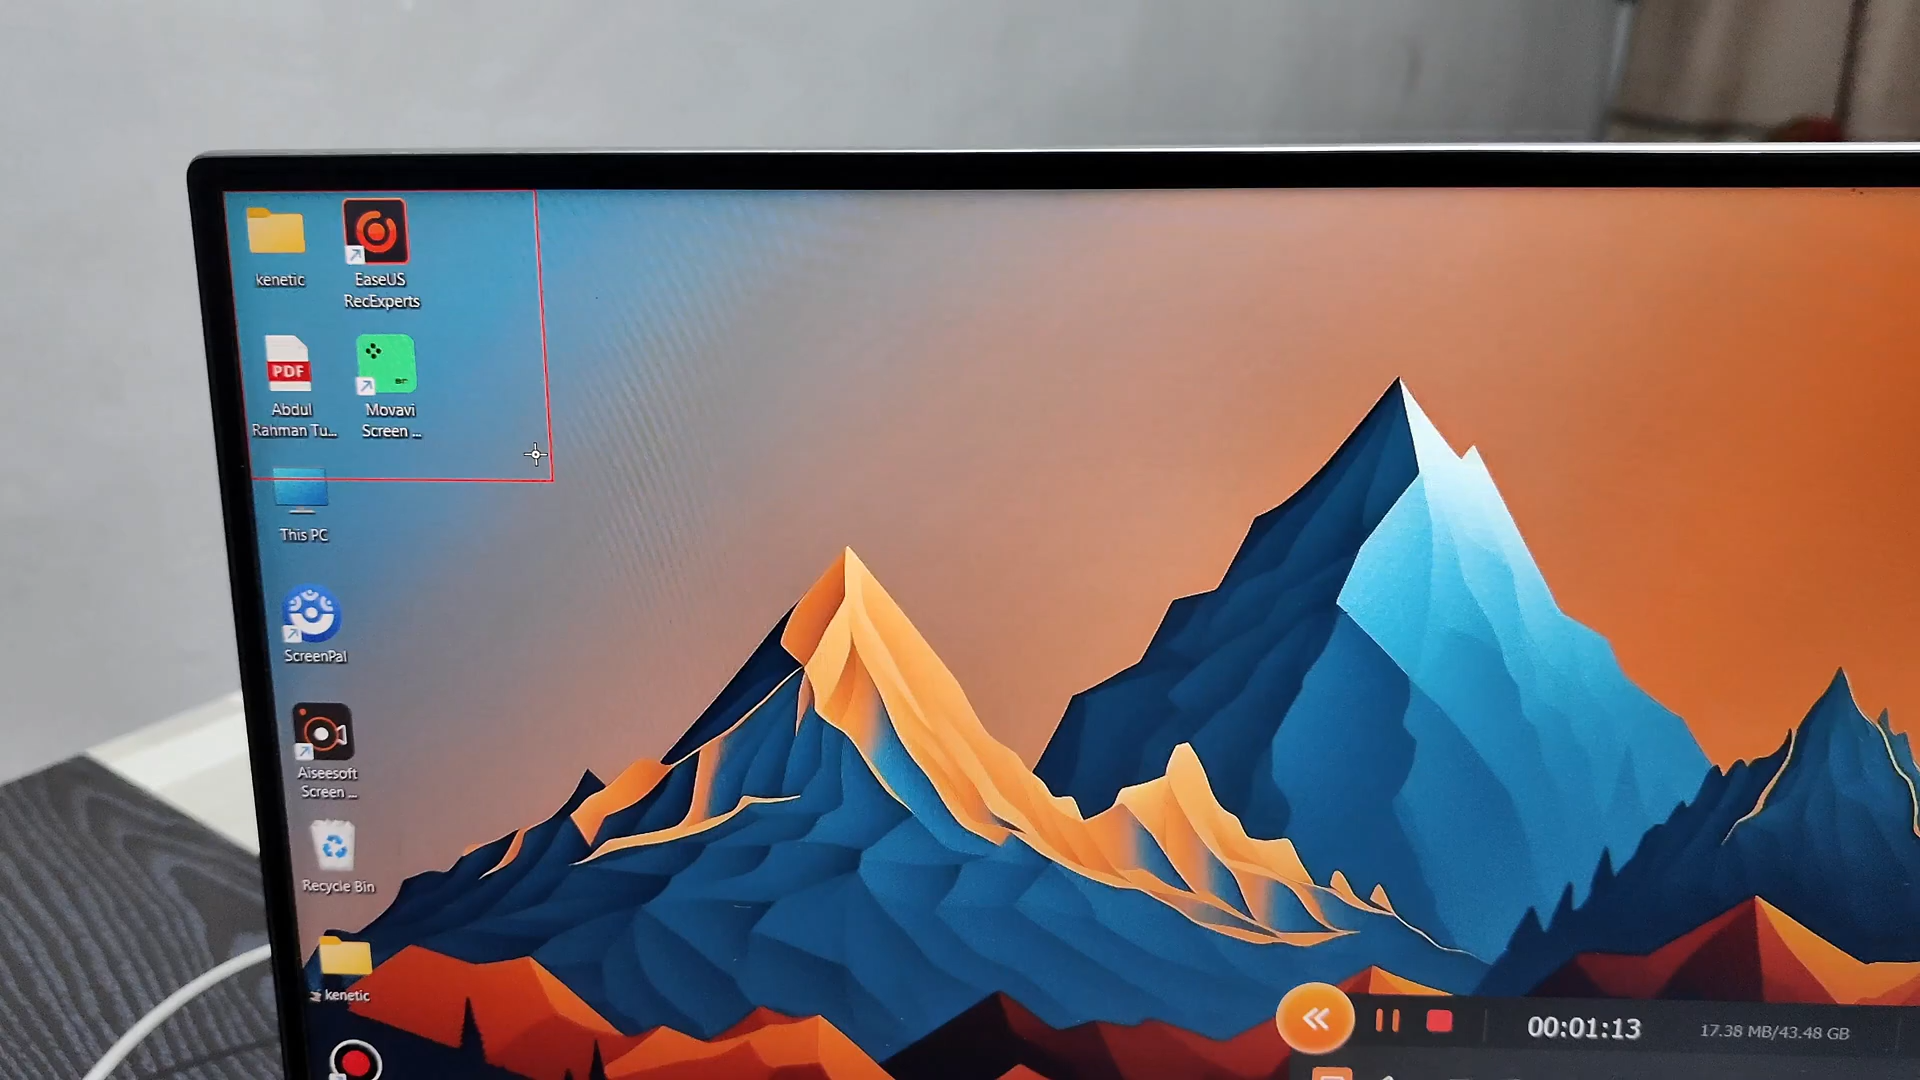 kenetic
EaseUS
RecExperts
PDF
Abdul
Rahman Tu...
Movavi
Screen ...
This PC
ScreenPal
Aiseesoft
Screen ...
Recycle Bin
kenetic
00:01:13
17.38 MB/43.48 GB